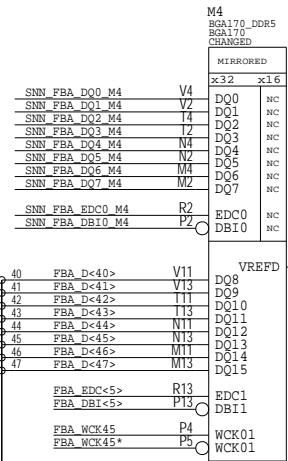 M4
BGA170_DDR5
BGA170
CHANGED
MIRRORED
x32 x16
SNN_FBA_DQ0_M4 V4 DQ0 NC
SNN_FBA_DQ1_M4 V2 DQ1 NC
SNN_FBA_DQ2_M4 T4 DQ2 NC
SNN_FBA_DQ3_M4 T2 DQ3 NC
SNN_FBA_DQ4_M4 N4 DQ4 NC
SNN_FBA_DQ5_M4 N2 DQ5 NC
SNN_FBA_DQ6_M4 M4 DQ6 NC
SNN_FBA_DQ7_M4 M2 DQ7 NC
SNN_FBA_EDC0_M4 R2 EDC0 NC
SNN_FBA_DBI0_M4 P2 DBI0 NC
VREFD
40 FBA_D<40> V11 DQ8
41 FBA_D<41> V13 DQ9
42 FBA_D<42> T11 DQ10
43 FBA_D<43> T13 DQ11
44 FBA_D<44> N11 DQ12
45 FBA_D<45> N13 DQ13
46 FBA_D<46> M11 DQ14
47 FBA_D<47> M13 DQ15
FBA_EDC<5> R13 EDC1
FBA_DBI<5> P13 DBI1
FBA_WCK45 P4 WCK01
FBA_WCK45* P5 WCK01